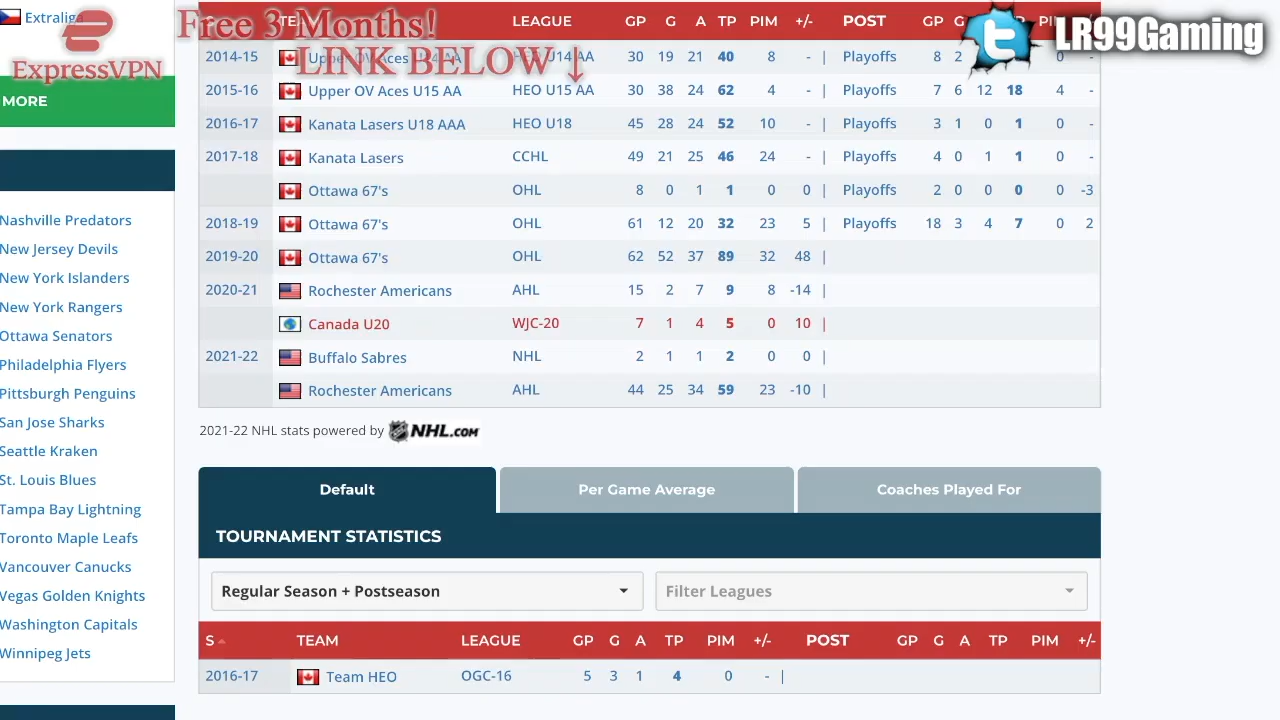 Extraliga
Free 3 Months!
LINK BELOW ↓
ExpressVPN
LR99Gaming
MORE
TEAM LEAGUE GP G A TP PIM +/- POST GP G
2014-15 Upper OV Aces U14 AA HEO U14 AA 30 19 21 40 8 - | Playoffs 8 2 0 -
2015-16 Upper OV Aces U15 AA HEO U15 AA 30 38 24 62 4 - | Playoffs 7 6 12 18 4 -
2016-17 Kanata Lasers U18 AAA HEO U18 45 28 24 52 10 - | Playoffs 3 1 0 1 0 -
2017-18 Kanata Lasers CCHL 49 21 25 46 24 - | Playoffs 4 0 1 1 0 -
Ottawa 67's OHL 8 0 1 1 0 0 | Playoffs 2 0 0 0 0 -3
2018-19 Ottawa 67's OHL 61 12 20 32 23 5 | Playoffs 18 3 4 7 0 2
2019-20 Ottawa 67's OHL 62 52 37 89 32 48 |
2020-21 Rochester Americans AHL 15 2 7 9 8 -14 |
Canada U20 WJC-20 7 1 4 5 0 10 |
2021-22 Buffalo Sabres NHL 2 1 1 2 0 0 |
Rochester Americans AHL 44 25 34 59 23 -10 |
2021-22 NHL stats powered by NHL.COM
Nashville Predators
New Jersey Devils
New York Islanders
New York Rangers
Ottawa Senators
Philadelphia Flyers
Pittsburgh Penguins
San Jose Sharks
Seattle Kraken
St. Louis Blues
Tampa Bay Lightning
Toronto Maple Leafs
Vancouver Canucks
Vegas Golden Knights
Washington Capitals
Winnipeg Jets
Default Per Game Average Coaches Played For
TOURNAMENT STATISTICS
Regular Season + Postseason Filter Leagues
S TEAM LEAGUE GP G A TP PIM +/- POST GP G A TP PIM +/-
2016-17 Team HEO OGC-16 5 3 1 4 0 - |